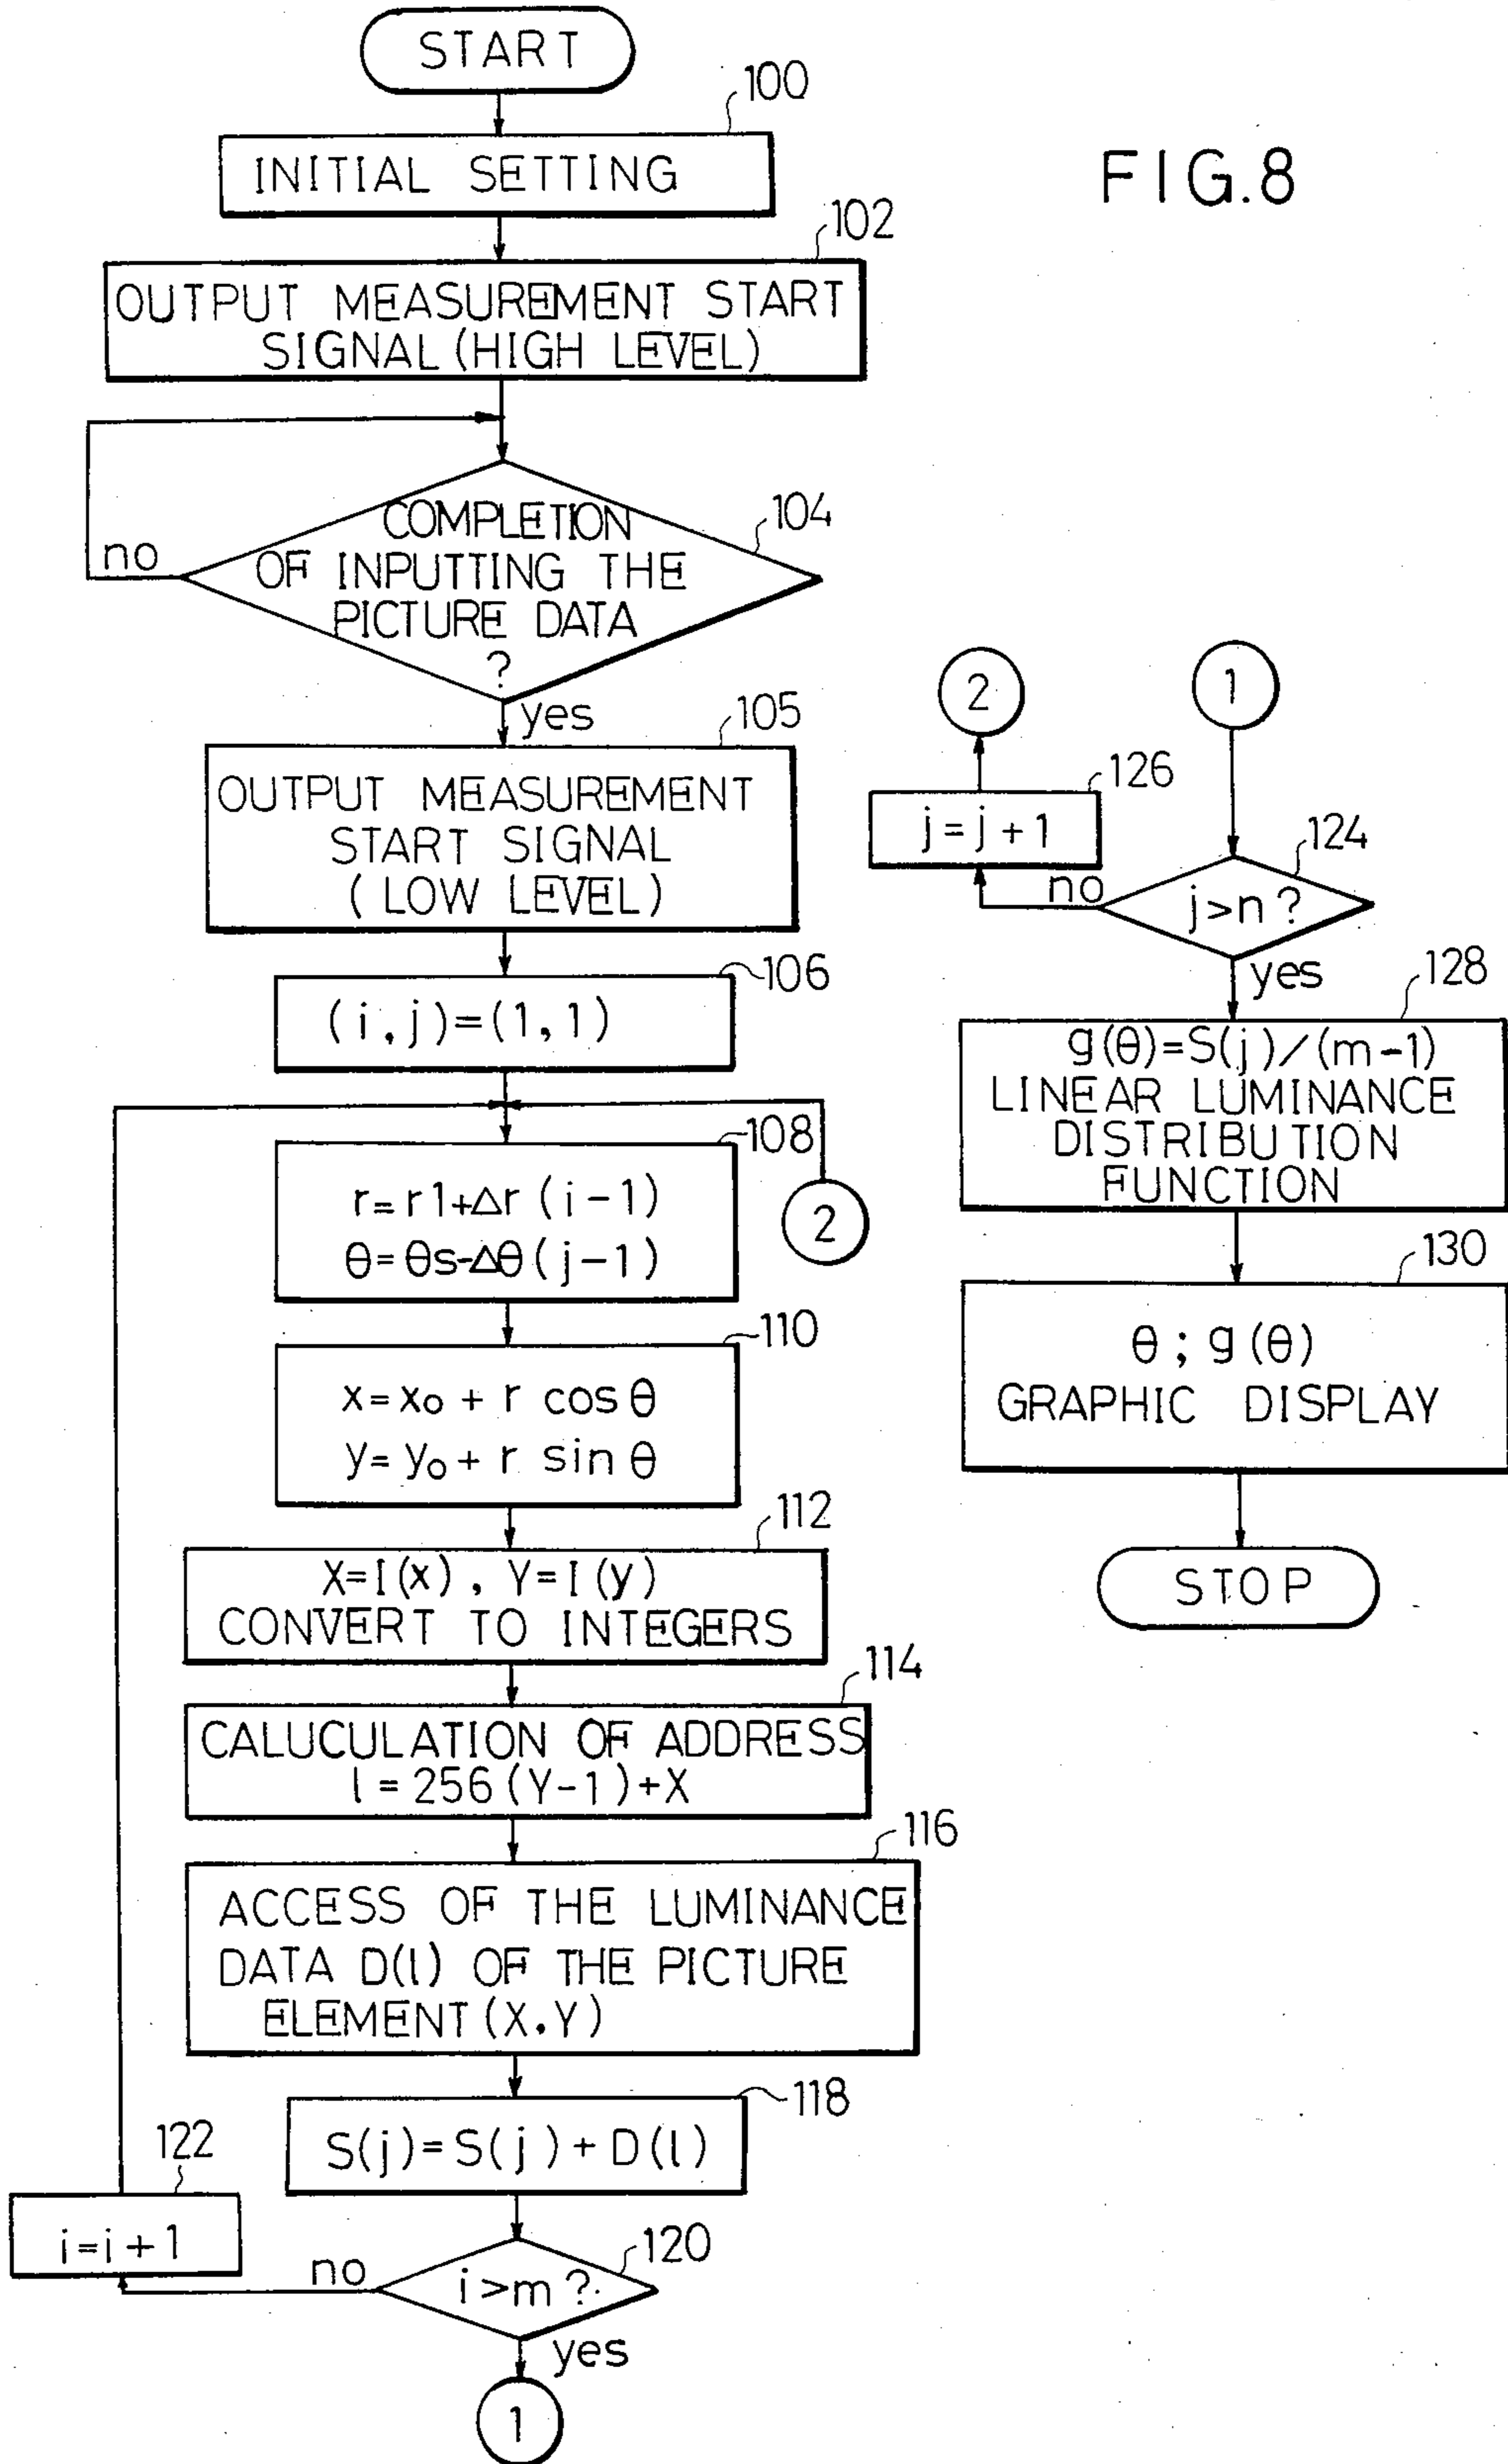 START
100
INITIAL SETTING
FIG.8
102
OUTPUT MEASUREMENT START
SIGNAL (HIGH LEVEL)
104
COMPLETION
OF INPUTTING THE
PICTURE DATA
?
no
yes
105
OUTPUT MEASUREMENT
START SIGNAL
(LOW LEVEL)
106
(i,j)=(1,1)
108
r=r1+Δr(i-1)
θ=θs-Δθ(j-1)
2
110
x=x₀+r cosθ
y=y₀+r sinθ
112
X=I(x), Y=I(y)
CONVERT TO INTEGERS
114
CALUCULATION OF ADDRESS
l=256(Y-1)+X
116
ACCESS OF THE LUMINANCE
DATA D(l) OF THE PICTURE
ELEMENT(X.Y)
118
S(j)=S(j)+D(l)
122
i=i+1
no
120
i>m?
yes
1
2
1
126
j=j+1
124
no
j>n?
yes
128
g(θ)=S(j)/(m-1)
LINEAR LUMINANCE
DISTRIBUTION
FUNCTION
130
θ;g(θ)
GRAPHIC DISPLAY
STOP